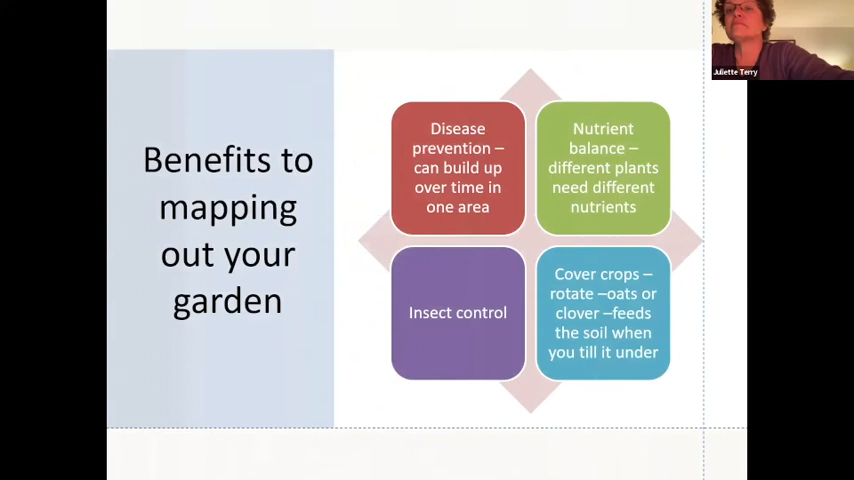 Juliette Terry
Benefits to
mapping
out your
garden
Disease
prevention –
can build up
over time in
one area
Nutrient
balance –
different plants
need different
nutrients
Insect control
Cover crops –
rotate –oats or
clover –feeds
the soil when
you till it under